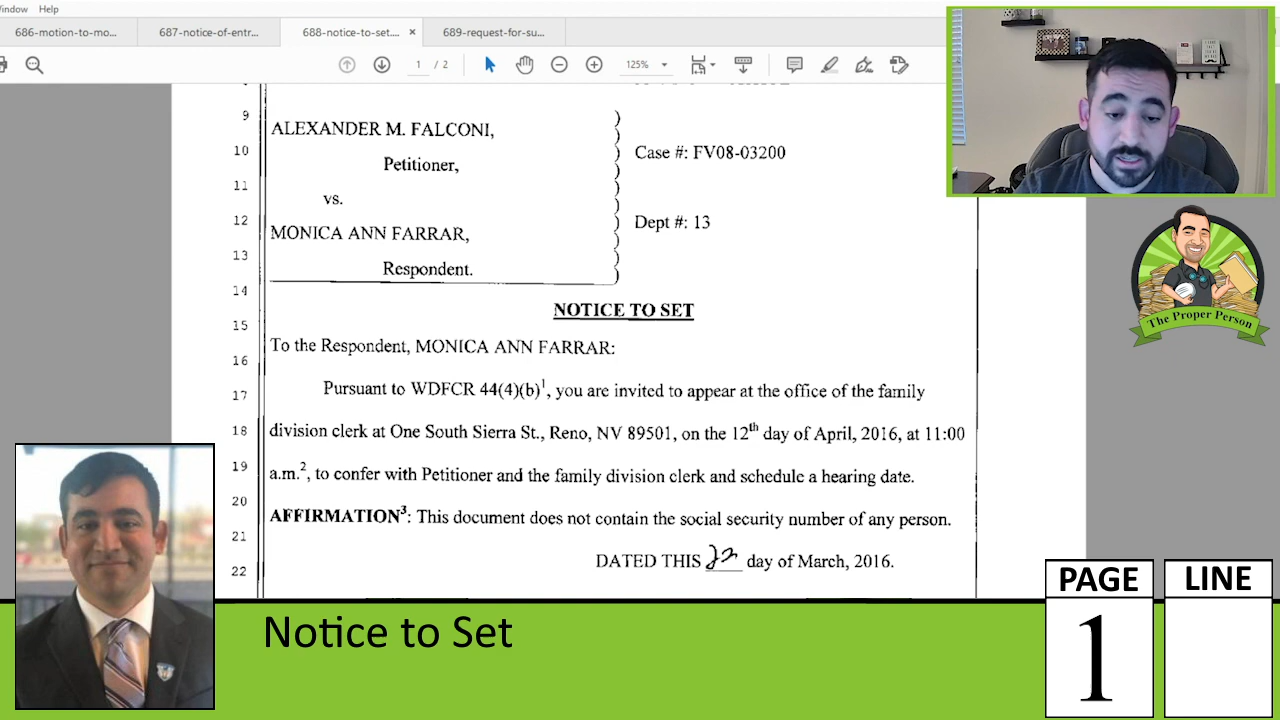 indow Help
686-motion-to-mo...
687-notice-of-entr...
688-notice-to-set.... ×
689-request-for-su...
1 / 2
125%
9
ALEXANDER M. FALCONI,
10
Petitioner,
Case #: FV08-03200
11
vs.
12
MONICA ANN FARRAR,
Dept #: 13
13
Respondent.
14
NOTICE TO SET
15
To the Respondent, MONICA ANN FARRAR:
16
17 Pursuant to WDFCR 44(4)(b)1, you are invited to appear at the office of the family
18 division clerk at One South Sierra St., Reno, NV 89501, on the 12th day of April, 2016, at 11:00
19 a.m.2, to confer with Petitioner and the family division clerk and schedule a hearing date.
20
AFFIRMATION3: This document does not contain the social security number of any person.
21
DATED THIS 22 day of March, 2016.
22
The Proper Person
Notice to Set
PAGE
1
LINE